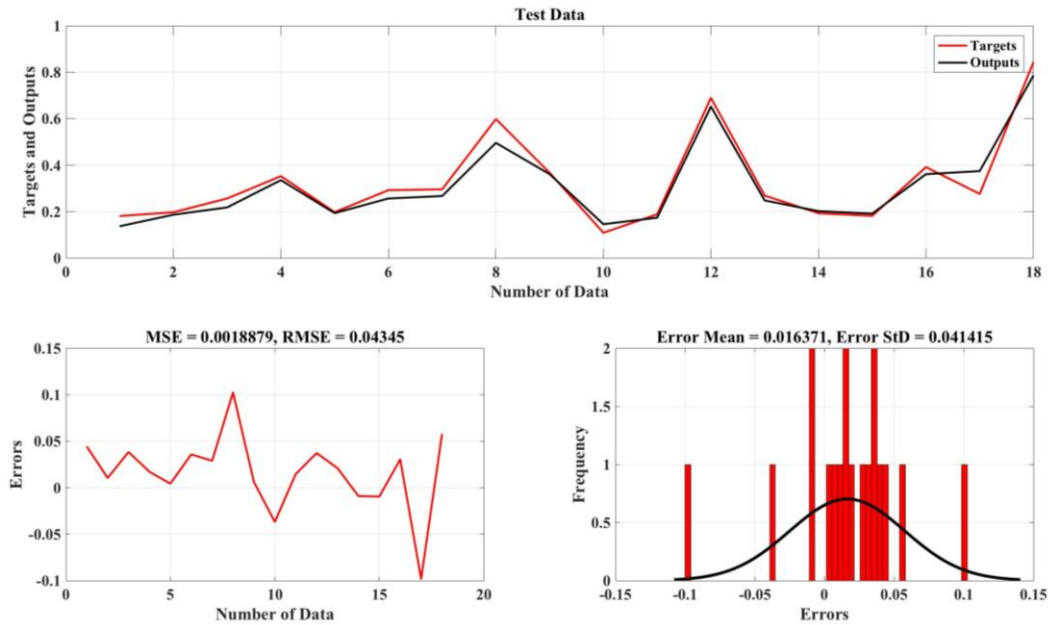 Test Data
Targets and Outputs
1
0.8
0.6
0.4
0.2
0
Targets
Outputs
0 2 4 6 8 10 12 14 16 18
Number of Data
MSE = 0.0018879, RMSE = 0.04345
Errors
0.15
0.1
0.05
0
-0.05
-0.1
0 5 10 15 20
Number of Data
Error Mean = 0.016371, Error StD = 0.041415
Frequency
2
1.5
1
0.5
0
-0.15 -0.1 -0.05 0 0.05 0.1 0.15
Errors